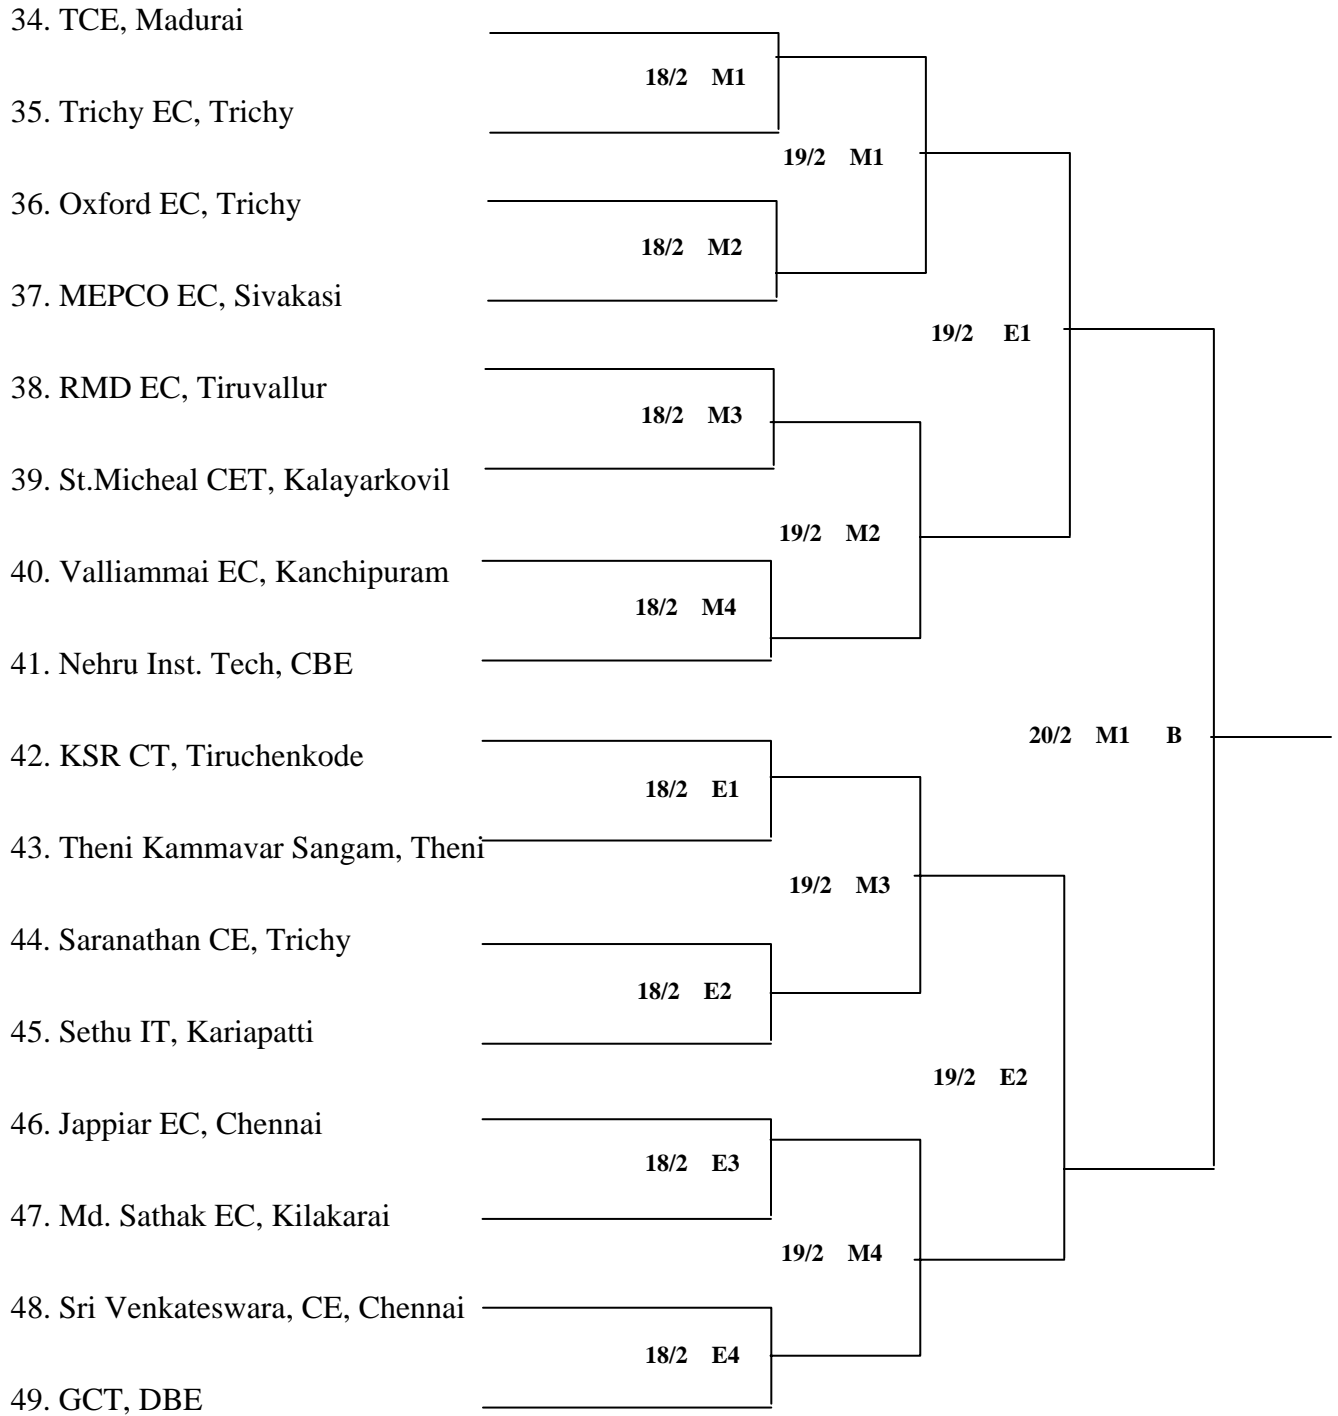 34. TCE, Madurai
18/2 M1
35. Trichy EC, Trichy
19/2 M1
36. Oxford EC, Trichy
18/2 M2
37. MEPCO EC, Sivakasi
19/2 E1
38. RMD EC, Tiruvallur
18/2 M3
39. St.Micheal CET, Kalayarkovil
19/2 M2
40. Valliammai EC, Kanchipuram
18/2 M4
41. Nehru Inst. Tech, CBE
20/2 M1 B
42. KSR CT, Tiruchenkode
18/2 E1
43. Theni Kammavar Sangam, Theni
19/2 M3
44. Saranathan CE, Trichy
18/2 E2
45. Sethu IT, Kariapatti
19/2 E2
46. Jappiar EC, Chennai
18/2 E3
47. Md. Sathak EC, Kilakarai
19/2 M4
48. Sri Venkateswara, CE, Chennai
18/2 E4
49. GCT, DBE